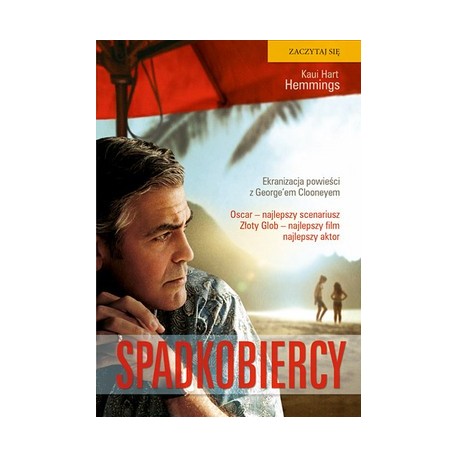 ZACZYTAJ SIĘ
Kaui Hart
Hemmings
Ekranizacja powieści
z George'em Clooneyem
Oscar – najlepszy scenariusz
Złoty Glob – najlepszy film
najlepszy aktor
SPADKOBIERCY